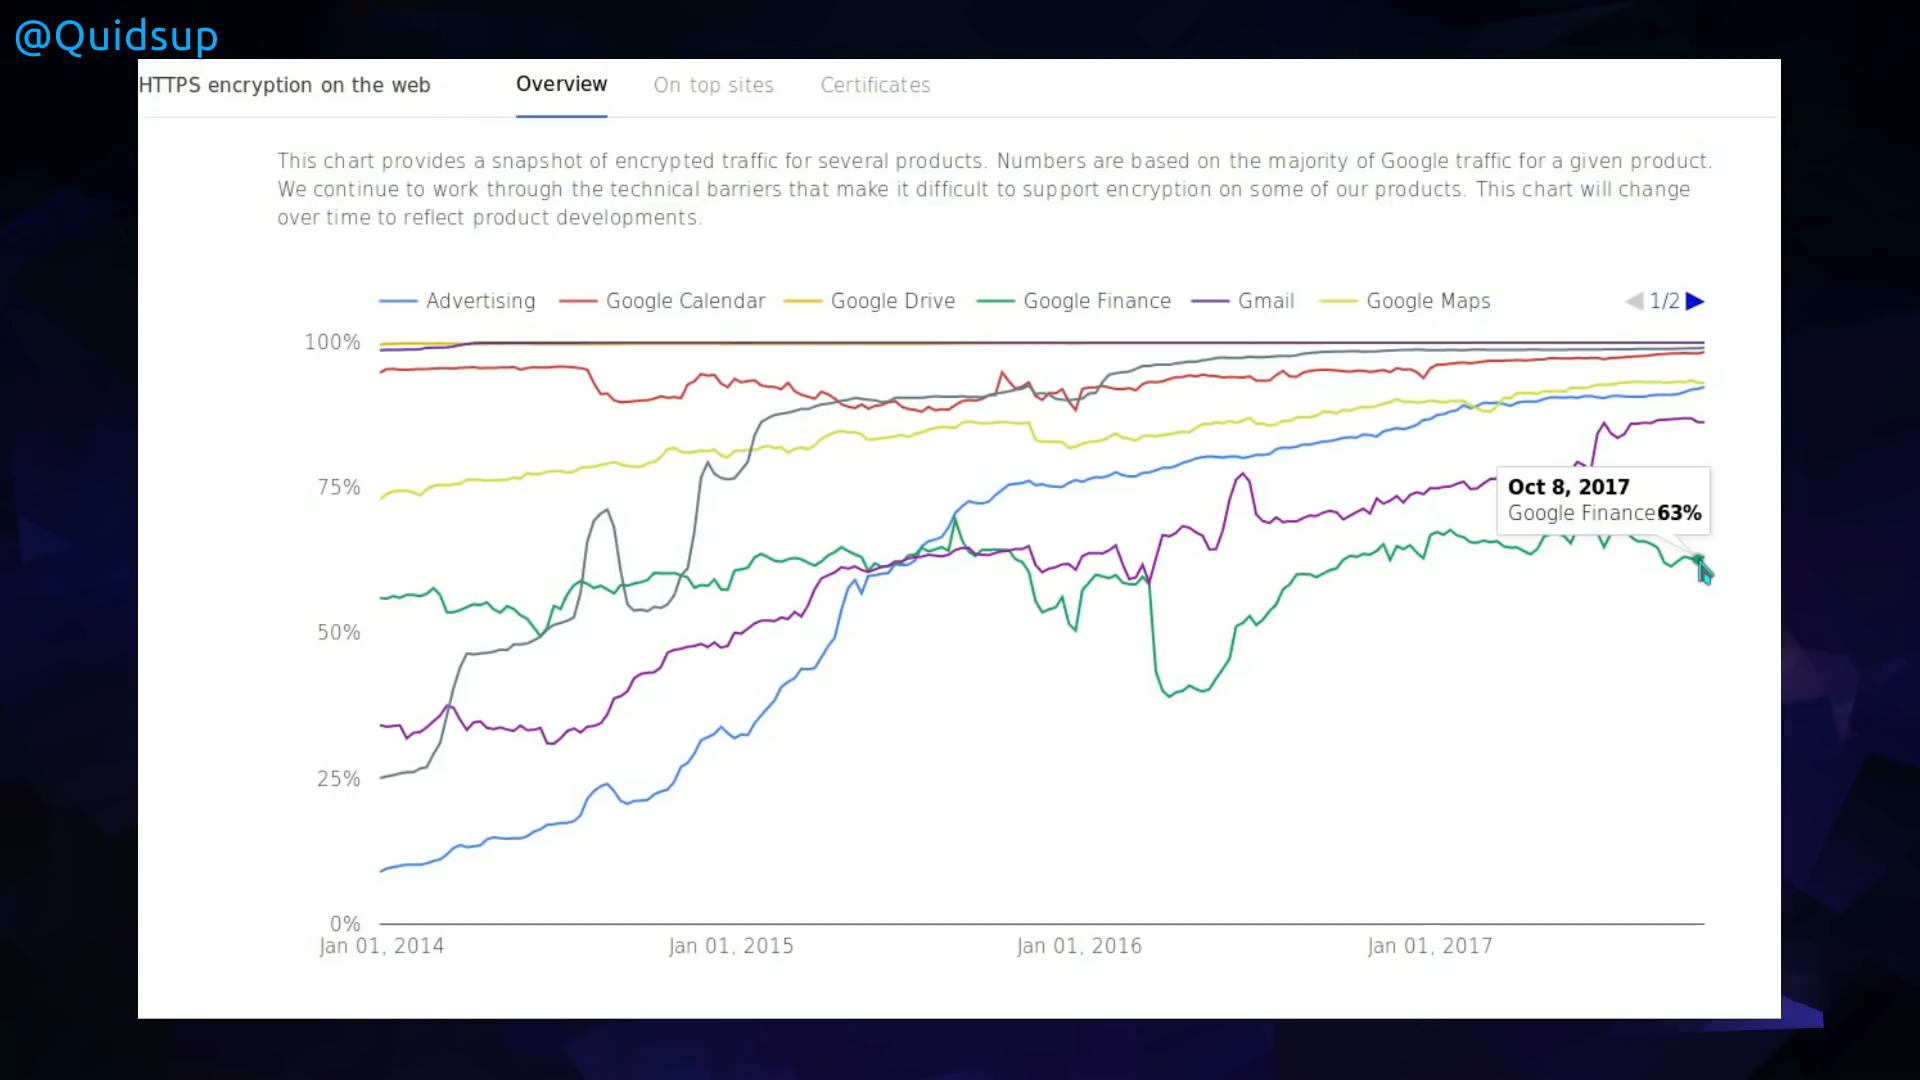 @Quidsup
HTTPS encryption on the web Overview On top sites Certificates
This chart provides a snapshot of encrypted traffic for several products. Numbers are based on the majority of Google traffic for a given product.
We continue to work through the technical barriers that make it difficult to support encryption on some of our products. This chart will change
over time to reflect product developments.
Advertising Google Calendar Google Drive Google Finance Gmail Google Maps 1/2
100%
75%
Oct 8, 2017
Google Finance 63%
50%
25%
0%
Jan 01, 2014 Jan 01, 2015 Jan 01, 2016 Jan 01, 2017